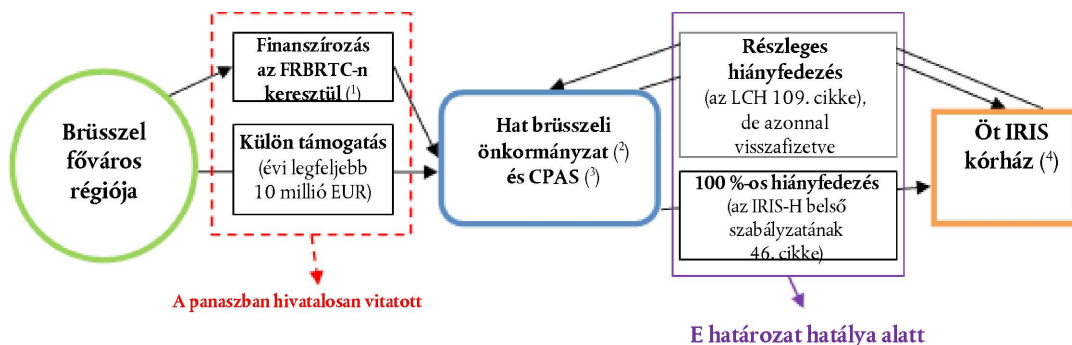 Brüsszel
főváros
régiója
Finanszírozás
az FRBRTC-n
keresztül (¹)
Külön támogatás
(évi legfeljebb
10 millió EUR)
A panaszban hivatalosan vitatott
Hat brüsszeli
önkormányzat (²)
és CPAS (³)
Részleges
hiányfedezés
(az LCH 109. cikke),
de azonnal
visszafizetve
100 %-os hiányfedezés
(az IRIS-H belső
szabályzatának
46. cikke)
E határozat hatálya alatt
Öt IRIS
kórház (⁴)